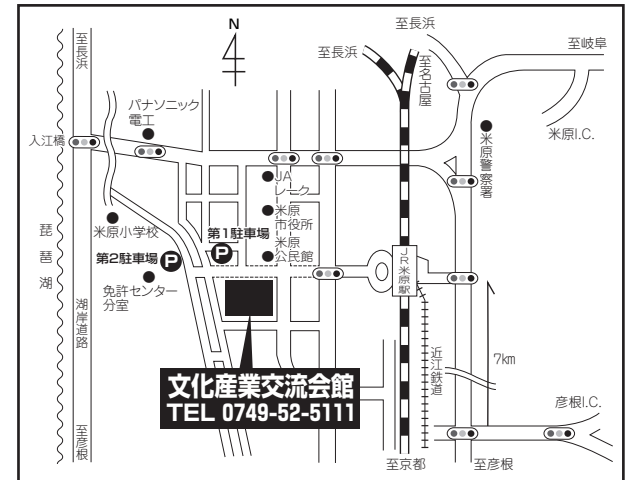 N
至長浜
至長浜
至長浜
至名古屋
至岐阜
パナソニック
電工
入江橋
米原I.C.
米原警察署
JA
レーク
米原
市役所
米原
公民館
米原小学校
第1駐車場
P
第2駐車場
P
免許センター
分室
琵琶湖
湖岸道路
JR米原駅
近江鉄道
7km
文化産業交流会館
TEL 0749-52-5111
彦根I.C.
至彦根
至京都
至彦根